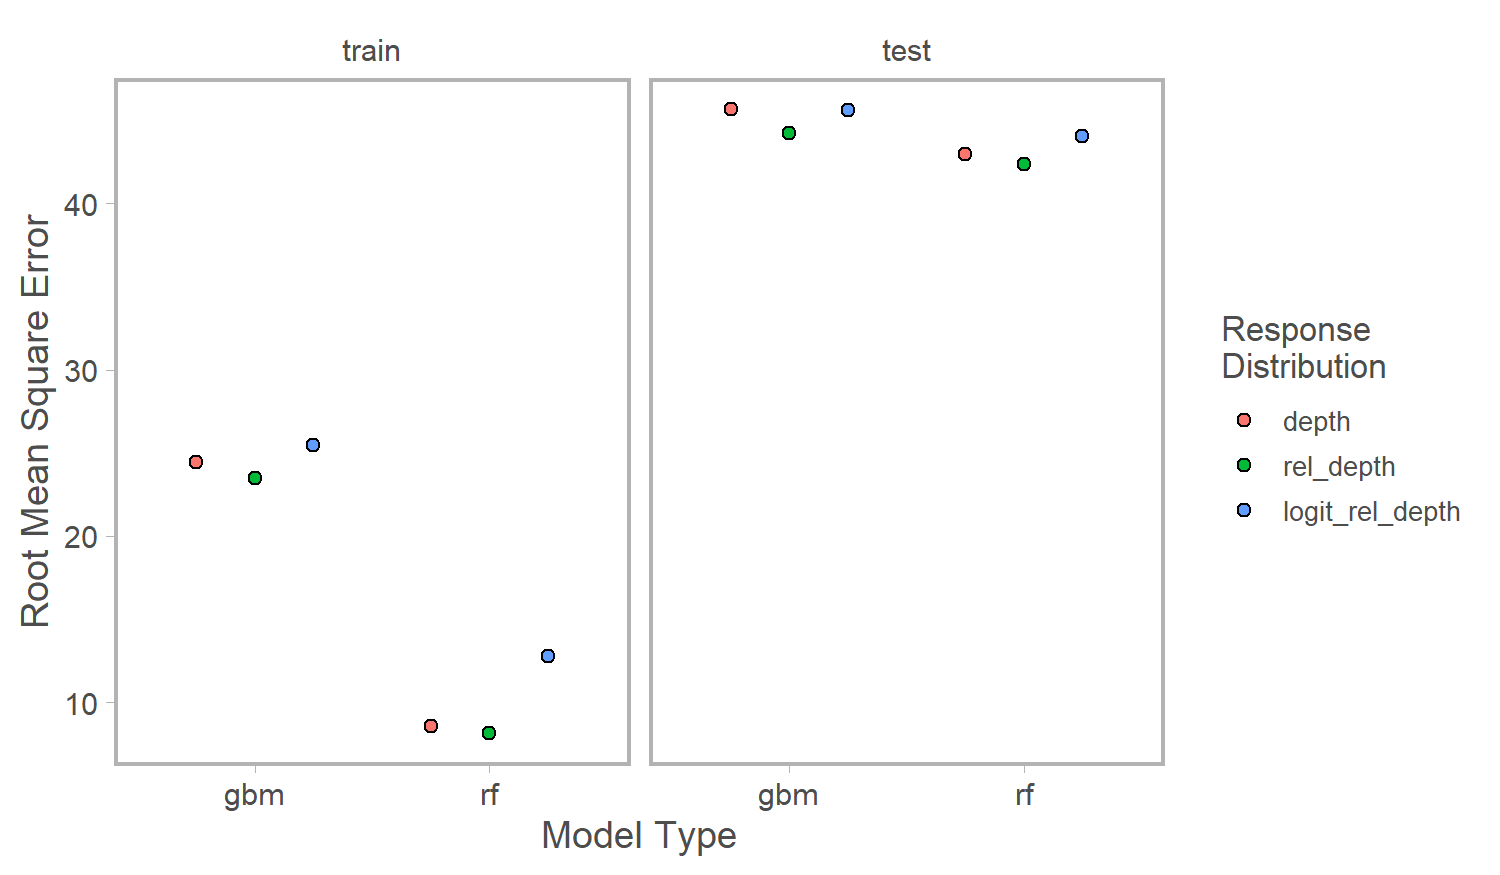 train
test
Root Mean Square Error
40
30
20
10
gbm
rf
gbm
rf
Model Type
Response
Distribution
depth
rel_depth
logit_rel_depth